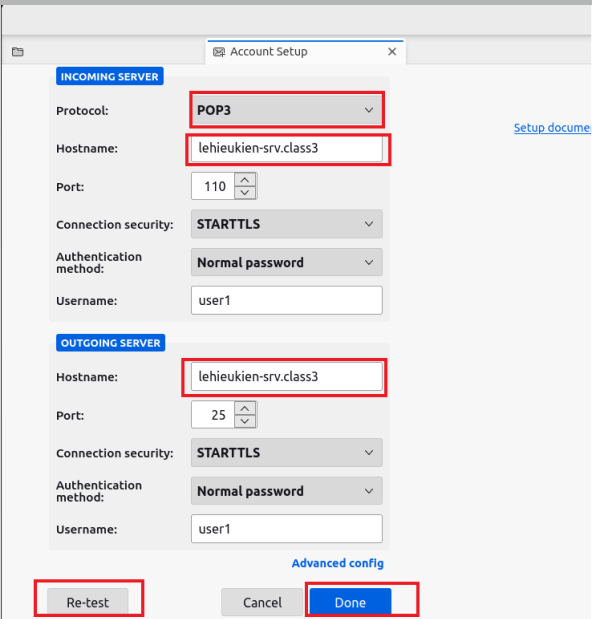 Account Setup
INCOMING SERVER
Protocol:
POP3
Setup docume
Hostname:
lehieukien-srv.class3
Port:
110
Connection security:
STARTTLS
Authentication
method:
Normal password
Username:
user1
OUTGOING SERVER
Hostname:
lehieukien-srv.class3
Port:
25
Connection security:
STARTTLS
Authentication
method:
Normal password
Username:
user1
Advanced config
Re-test
Cancel
Done